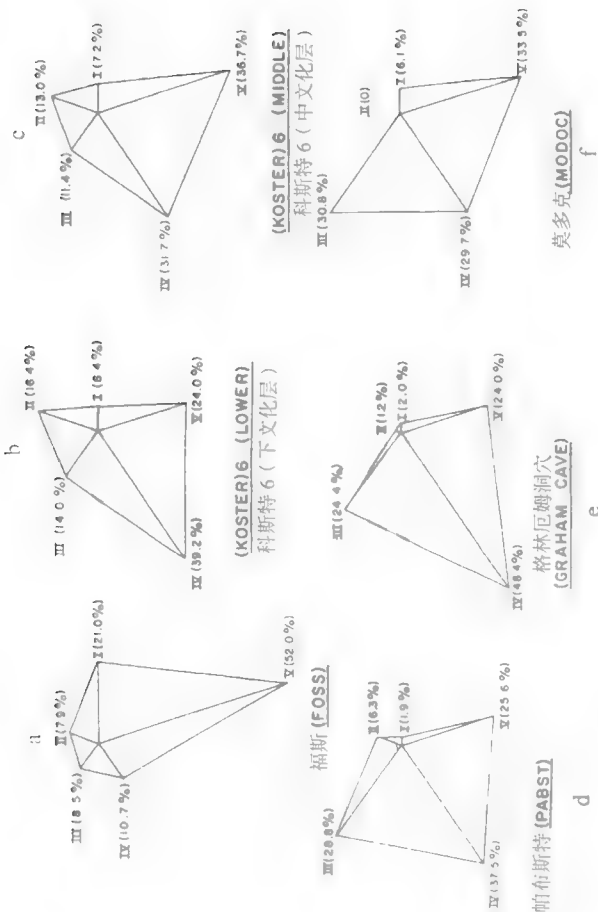 a
II (7.9%)
III (8.5%)
I (21.0%)
IV (10.7%)
V (52.0%)
福斯 (FOSS)
b
II (16.4%)
III (14.0%)
I (6.4%)
IV (39.2%)
V (24.0%)
(KOSTER) 6 (LOWER)
科斯特 6 (下文化层)
c
II (13.0%)
III (11.4%)
I (7.2%)
IV (31.7%)
V (36.7%)
(KOSTER) 6 (MIDDLE)
科斯特 6 (中文化层)
III (28.8%)
II (6.3%)
I (1.9%)
IV (37.5%)
V (25.6%)
帕布斯特 (PABST)
d
III (24.4%)
II (1.2%)
I (2.0%)
IV (48.4%)
V (24.0%)
格林厄姆洞穴
(GRAHAM CAVE)
e
III (30.8%)
II (0)
I (6.1%)
IV (29.7%)
V (33.5%)
莫多克 (MODOC)
f